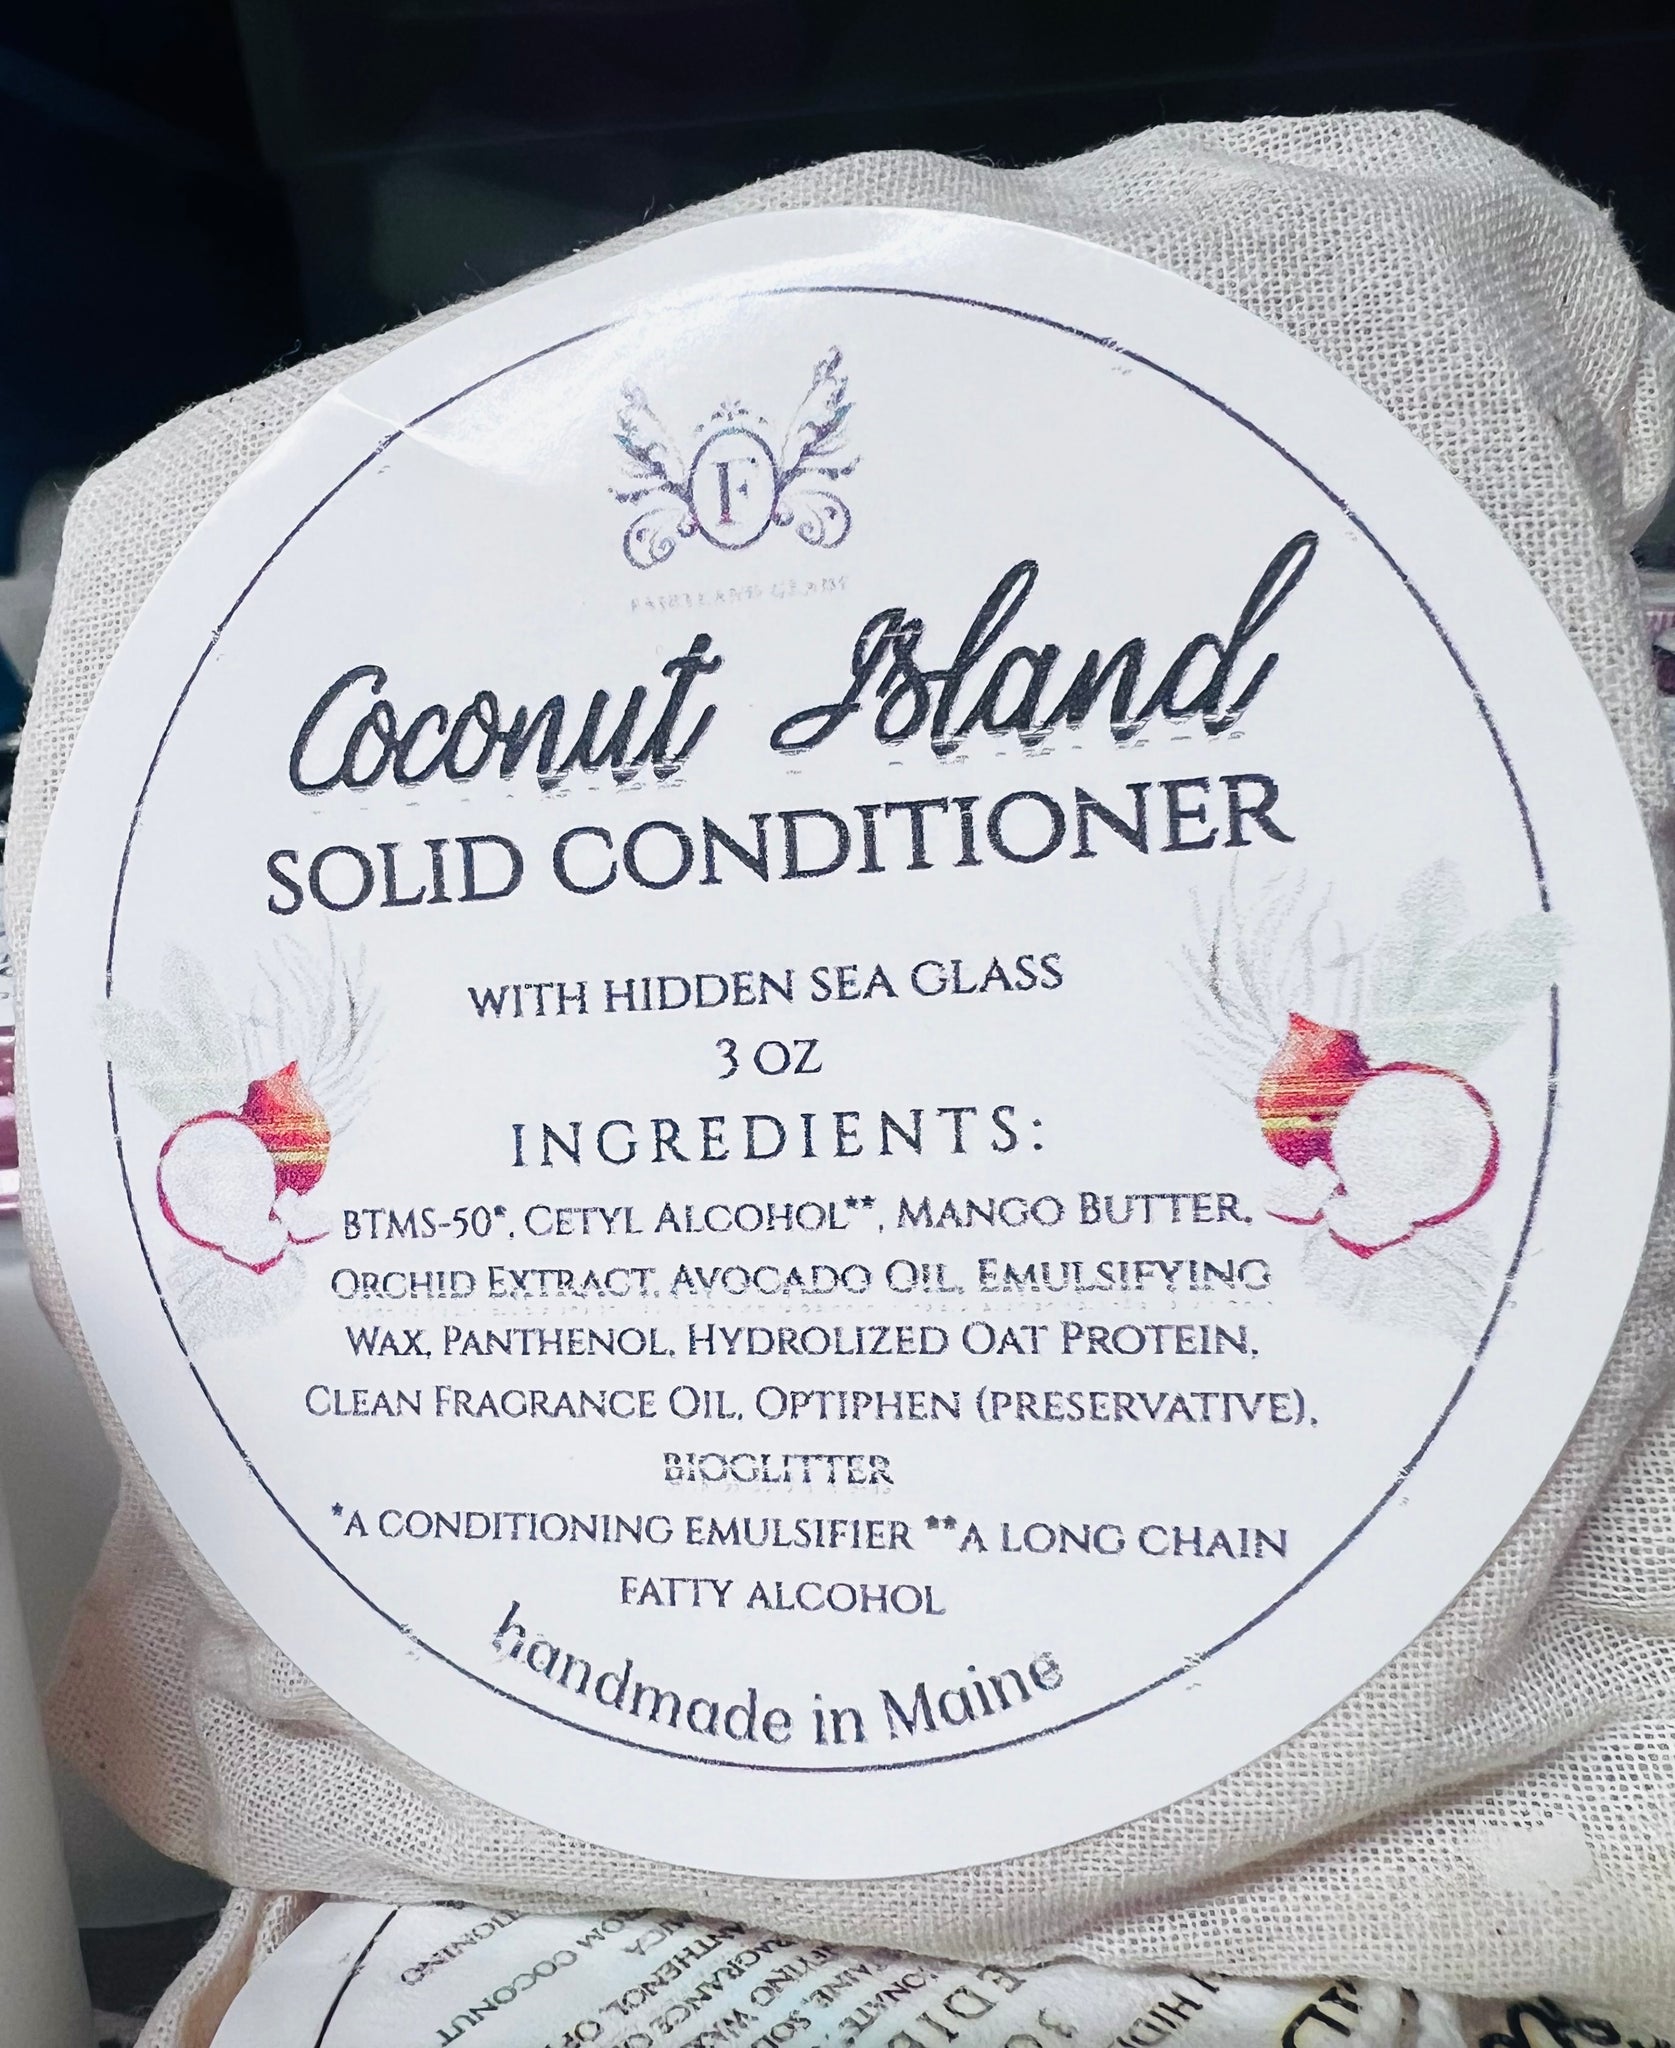 F
Coconut Island
SOLID CONDITIONER
WITH HIDDEN SEA GLASS
3 OZ
INGREDIENTS:
BTMS-50*, CETYL ALCOHOL**, MANGO BUTTER,
ORCHID EXTRACT, AVOCADO OIL, EMULSIFYING
WAX, PANTHENOL, HYDROLIZED OAT PROTEIN,
CLEAN FRAGRANCE OIL, OPTIPHEN (PRESERVATIVE),
BIOGLITTER
*A CONDITIONING EMULSIFIER **A LONG CHAIN
FATTY ALCOHOL
handmade in Maine
COCONUT